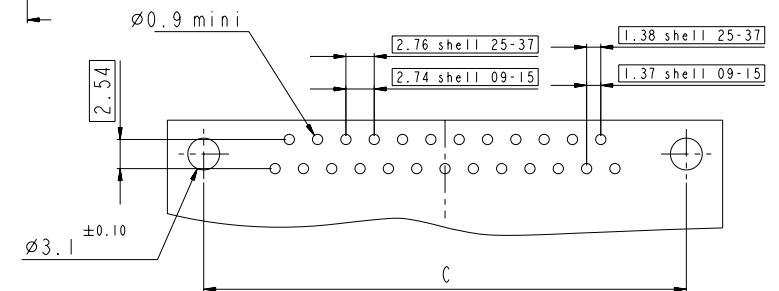 Ø0.9 mini
2.76 shell 25-37
1.38 shell 25-37
2.74 shell 09-15
1.37 shell 09-15
2.54
Ø3.1 ±0.10
C